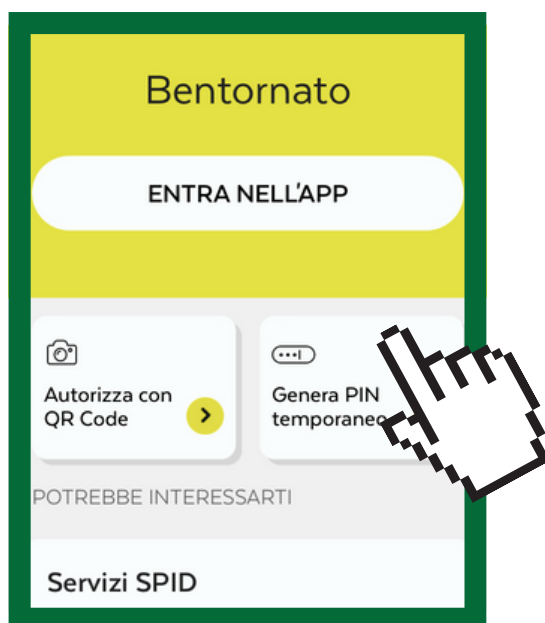 Bentornato
ENTRA NELL'APP
Autorizza con
QR Code
Genera PIN
temporaneo
POTREBBE INTERESSARTI
Servizi SPID